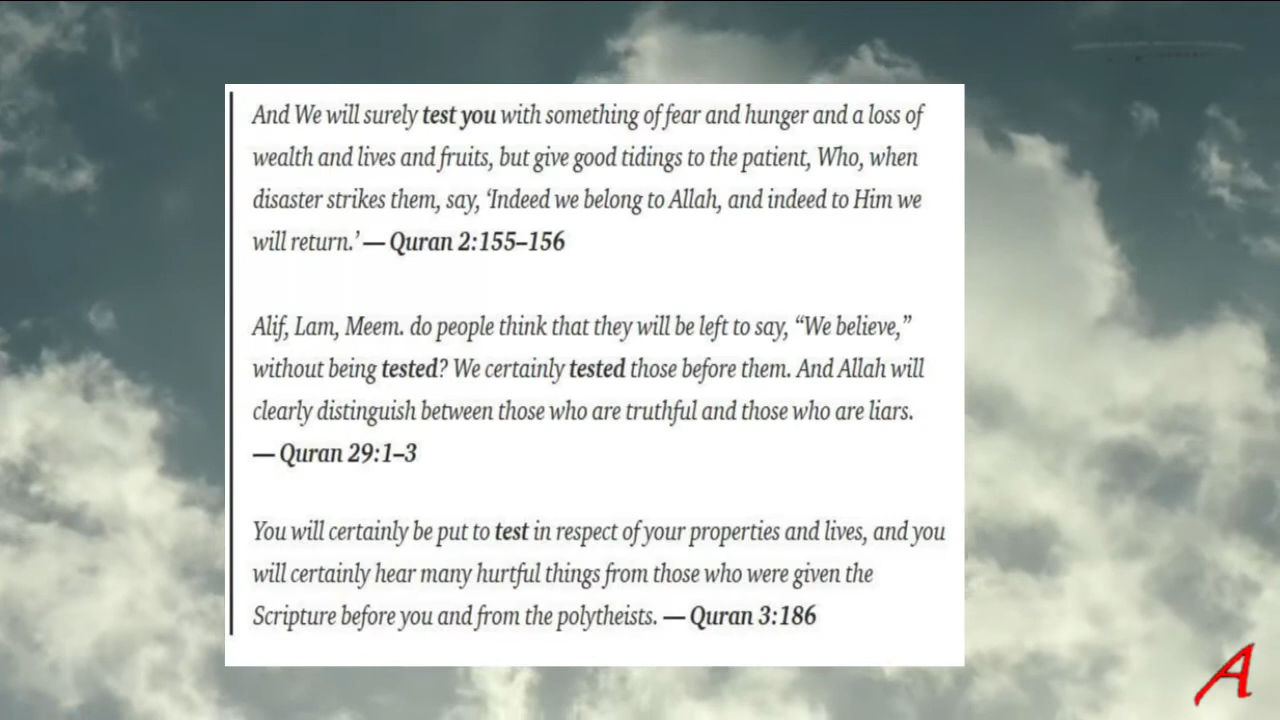 And We will surely test you with something of fear and hunger and a loss of
wealth and lives and fruits, but give good tidings to the patient, Who, when
disaster strikes them, say, ‘Indeed we belong to Allah, and indeed to Him we
will return.’ — Quran 2:155–156
Alif, Lam, Meem. do people think that they will be left to say, “We believe,”
without being tested? We certainly tested those before them. And Allah will
clearly distinguish between those who are truthful and those who are liars.
— Quran 29:1–3
You will certainly be put to test in respect of your properties and lives, and you
will certainly hear many hurtful things from those who were given the
Scripture before you and from the polytheists. — Quran 3:186
A